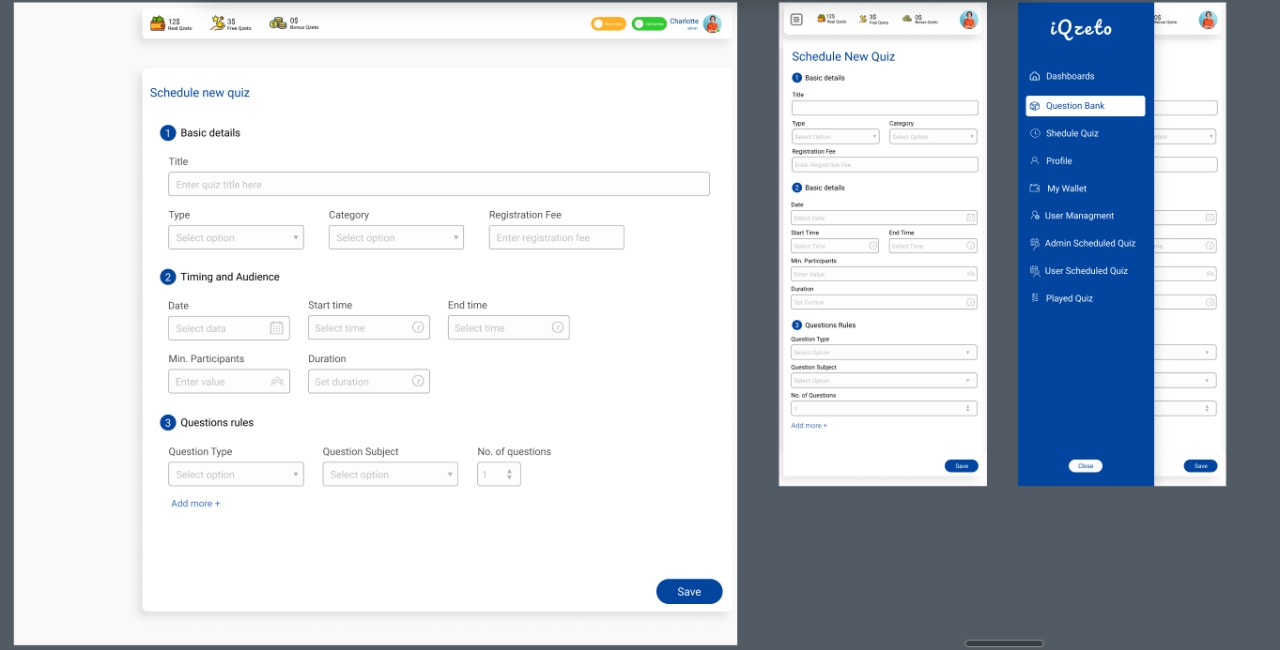 12$
Real Qzeto
3$
Free Qzeto
0$
Bonus Qzeto
Charlotte
Schedule new quiz
1 Basic details
Title
Enter quiz title here
Type
Category
Registration Fee
Select option
Select option
Enter registration fee
2 Timing and Audience
Date
Start time
End time
Select data
Select time
Select time
Min. Participants
Duration
Enter value
Set duration
3 Questions rules
Question Type
Question Subject
No. of questions
Select option
Select option
1
Add more +
Save
12$
Real Qzeto
3$
Free Qzeto
0$
Bonus Qzeto
Schedule New Quiz
1 Basic details
Title
Type
Category
Select Option
Select Option
Registration Fee
Enter Registrtion Fee
2 Basic details
Date
Select Date
Start Time
End Time
Select Time
Select Time
Min. Participants
Enter Value
Duration
Set Durtion
3 Questions Rules
Question Type
Select Option
Question Subject
Select Option
No. of Questions
1
Add more +
Save
iQzeto
0$
Dashboards
Question Bank
Shedule Quiz
Profile
My Wallet
User Managment
Admin Scheduled Quiz
User Scheduled Quiz
Played Quiz
Close
Save